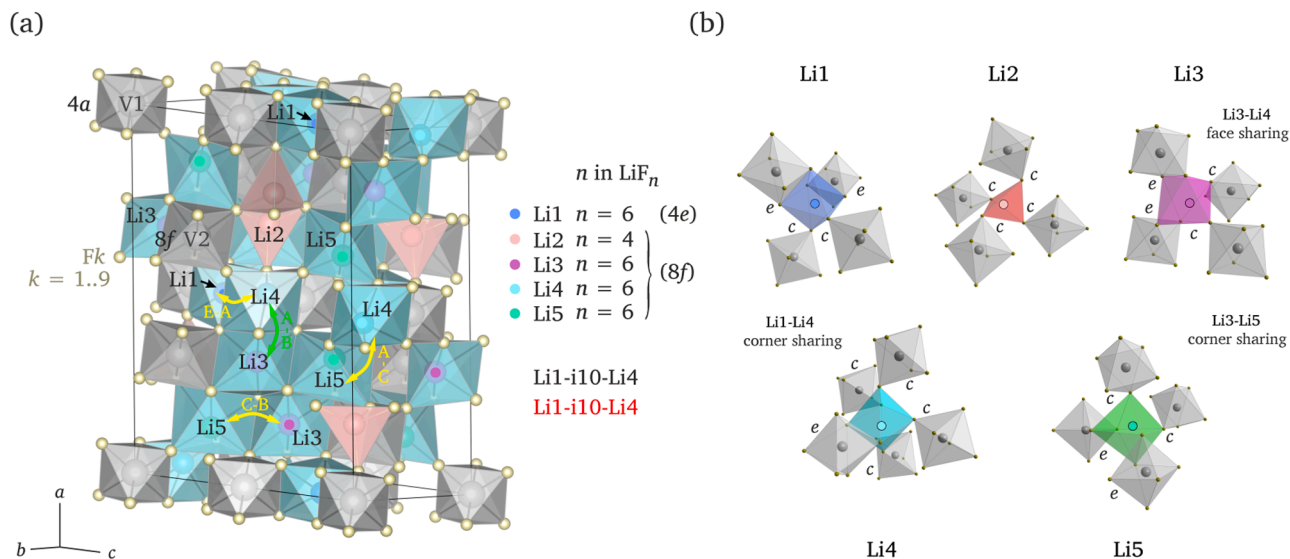 (a)
4a
V1
Li1
Li3
8f
V2
Li2
Li5
Fk
k = 1..9
Li1
Li4
E-A
A-B
Li4
Li3
A-C
Li5
C-B
Li5
Li3
a
b
c
n in LiFn
Li1 n = 6 (4e)
Li2 n = 4
Li3 n = 6
Li4 n = 6
Li5 n = 6
(8f)
Li1-i10-Li4
Li1-i10-Li4
(b)
Li1
e
e
c
c
Li2
c
c
c
c
Li3
Li3-Li4
face sharing
e
c
e
c
Li1-Li4
corner sharing
c
c
e
c
c
Li4
Li3-Li5
corner sharing
c
c
e
e
Li5